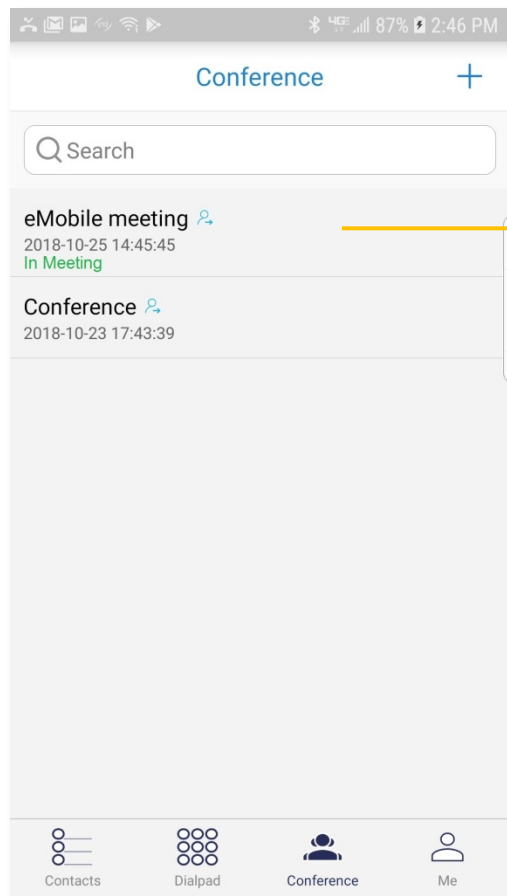 4GE 87% 2:46 PM
Conference
Search
eMobile meeting
2018-10-25 14:45:45
In Meeting
Conference
2018-10-23 17:43:39
Contacts Dialpad Conference Me